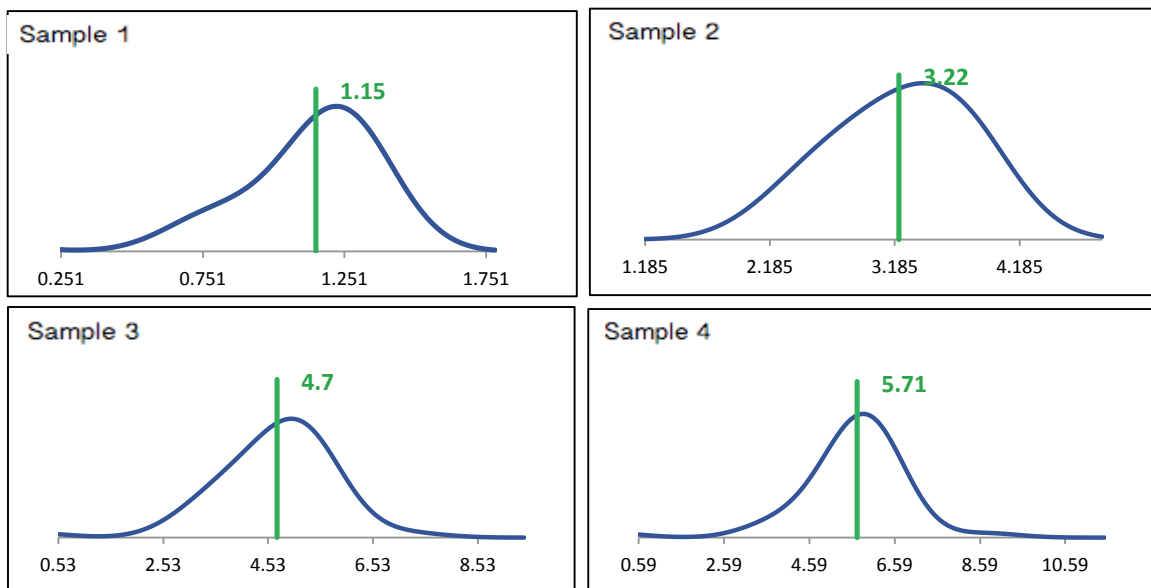 Sample 1
1.15
0.251 0.751 1.251 1.751
Sample 2
3.22
1.185 2.185 3.185 4.185
Sample 3
4.7
0.53 2.53 4.53 6.53 8.53
Sample 4
5.71
0.59 2.59 4.59 6.59 8.59 10.59